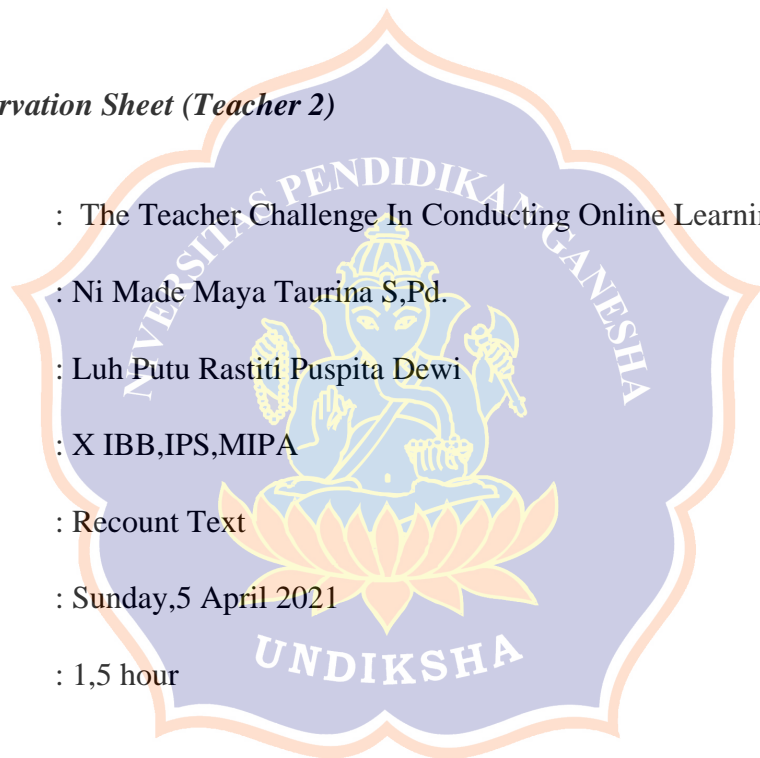 rvation Sheet (Teacher 2)
: The Teacher Challenge In Conducting Online Learnin
: Ni Made Maya Taurina S,Pd.
: Luh Putu Rastiti Puspita Dewi
: X IBB,IPS,MIPA
: Recount Text
: Sunday,5 April 2021
: 1,5 hour
NIVERSITAS PENDIDIKAN GANESHA
UNDIKSHA